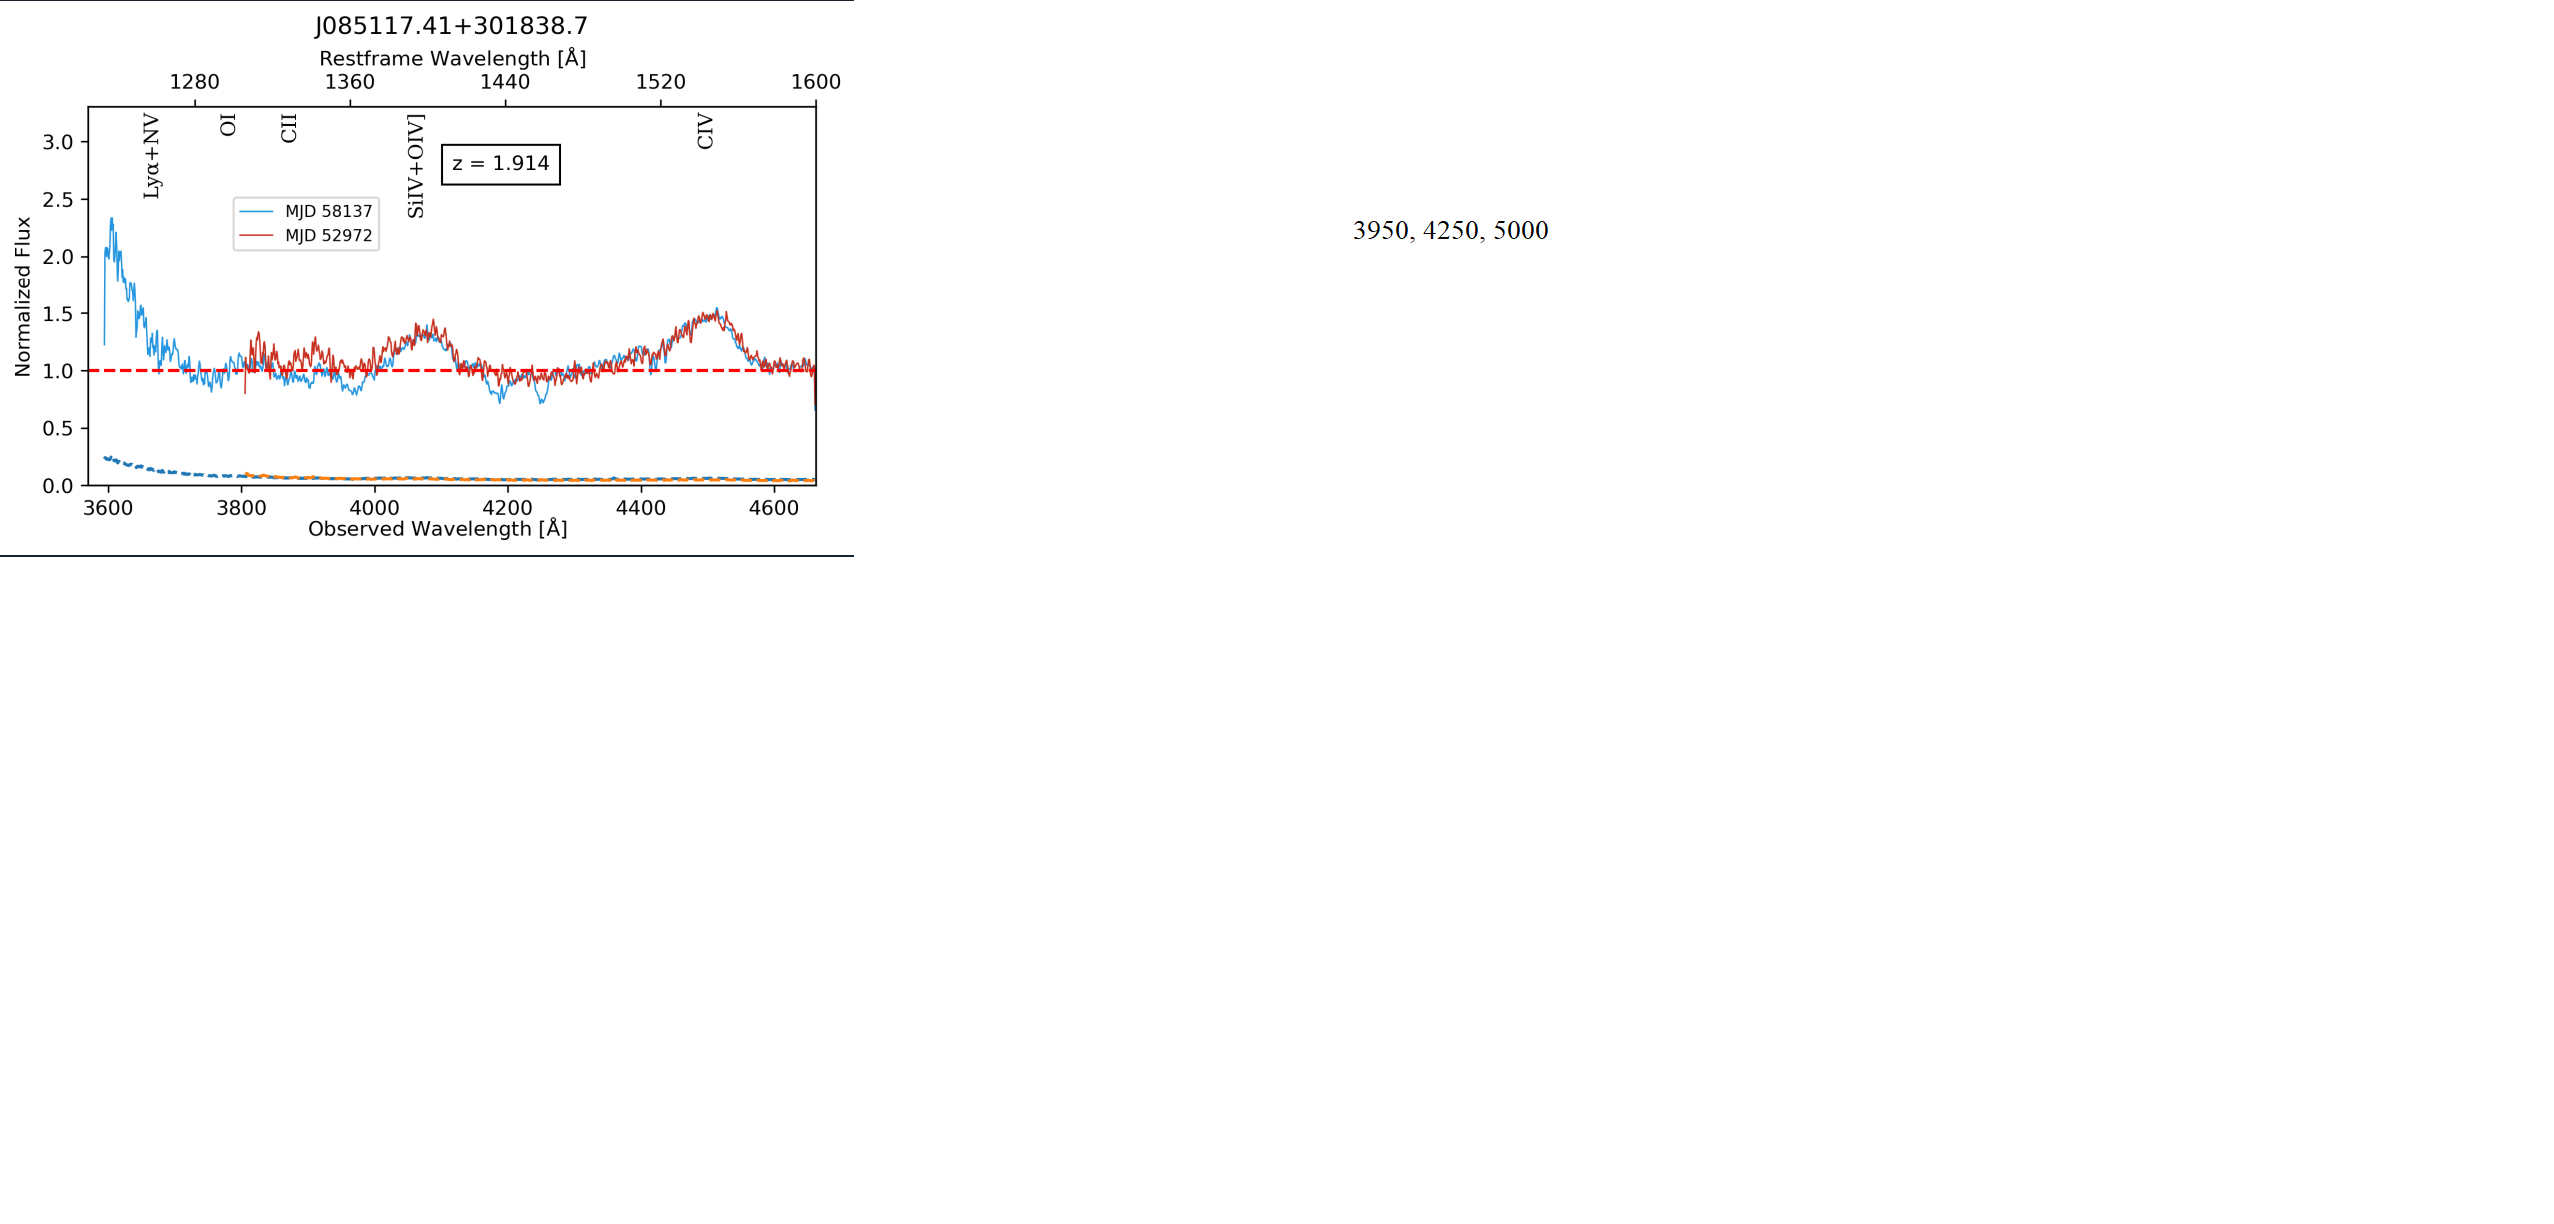 J085117.41+301838.7
Restframe Wavelength [Å]
1280 1360 1440 1520 1600
Lyα+NV OI CII SiIV+OIV] CIV
z = 1.914
MJD 58137
MJD 52972
Normalized Flux
3.0
2.5
2.0
1.5
1.0
0.5
0.0
3600 3800 4000 4200 4400 4600
Observed Wavelength [Å]
3950, 4250, 5000